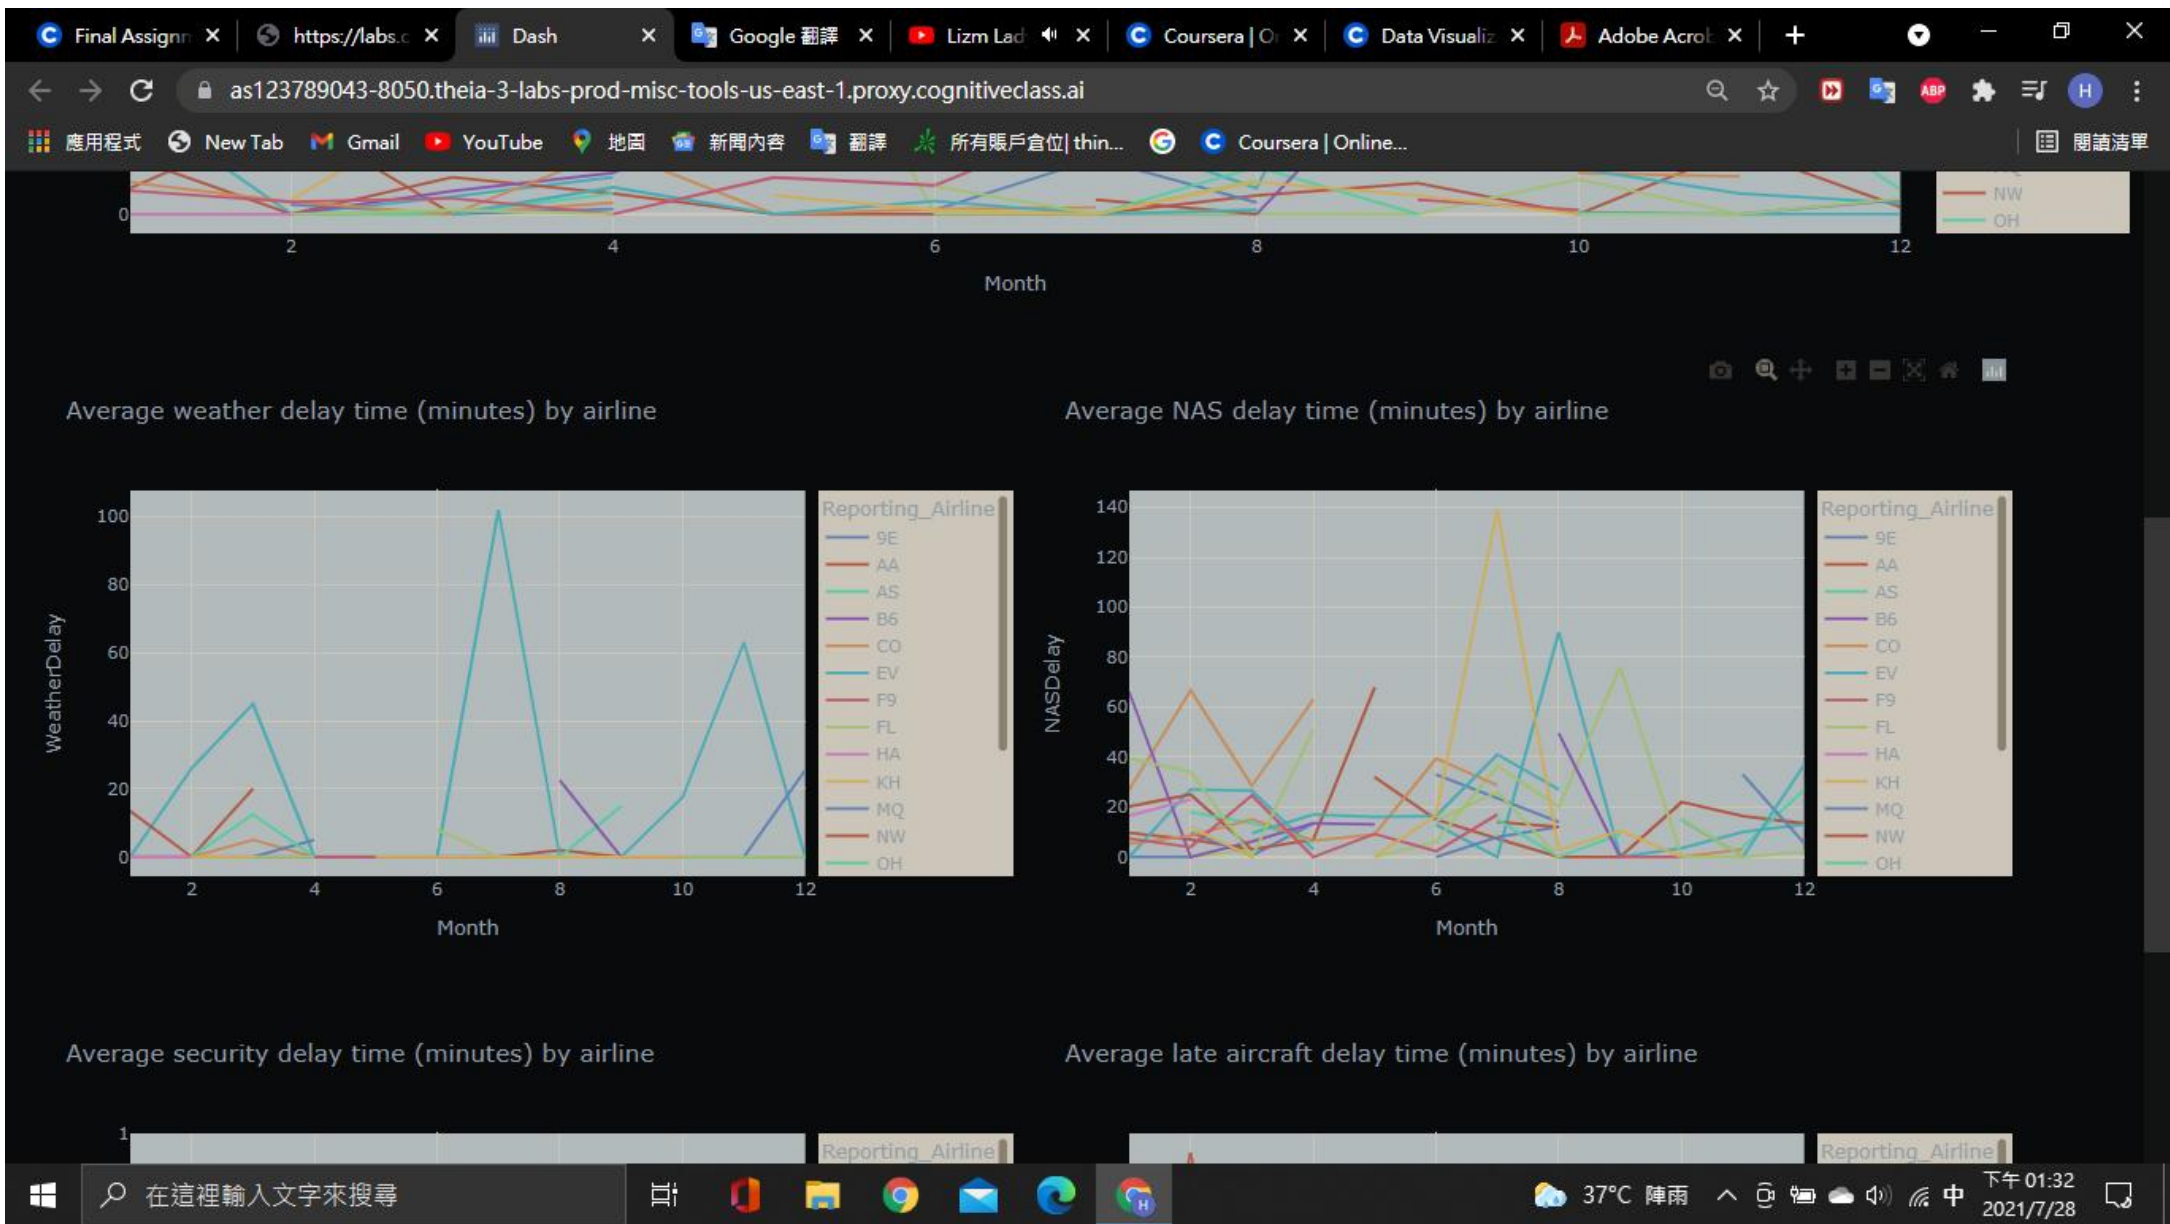 Final Assignn
https://labs.c
Dash
Google 翻譯
Lizm Lad
Coursera | O
Data Visualiz
Adobe Acrob
as123789043-8050.theia-3-labs-prod-misc-tools-us-east-1.proxy.cognitiveclass.ai
ABP
H
應用程式
New Tab
Gmail
YouTube
地圖
新聞內容
翻譯
所有賬戶倉位| thin...
Coursera | Online...
閱讀清單
0
2 4 6 8 10 12
Month
NW
OH
Average weather delay time (minutes) by airline
WeatherDelay
100
80
60
40
20
0
2 4 6 8 10 12
Month
Reporting_Airline
9E
AA
AS
B6
CO
EV
F9
FL
HA
KH
MQ
NW
OH
Average NAS delay time (minutes) by airline
NASDelay
140
120
100
80
60
40
20
0
2 4 6 8 10 12
Month
Reporting_Airline
9E
AA
AS
B6
CO
EV
F9
FL
HA
KH
MQ
NW
OH
Average security delay time (minutes) by airline
1
Reporting_Airline
Average late aircraft delay time (minutes) by airline
Reporting_Airline
在這裡輸入文字來搜尋
H
37°C 陣雨
中
下午 01:32
2021/7/28